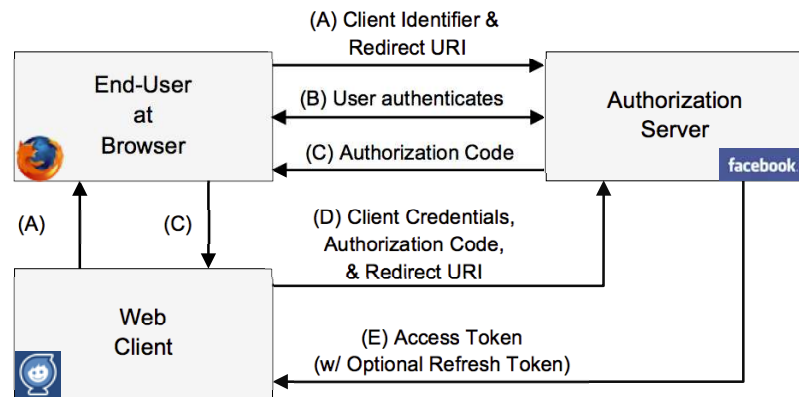 (A) Client Identifier &
Redirect URI
End-User
at
Browser
(B) User authenticates
Authorization
Server
(C) Authorization Code
facebook
(A)
(C)
(D) Client Credentials,
Authorization Code,
& Redirect URI
Web
Client
(E) Access Token
(w/ Optional Refresh Token)